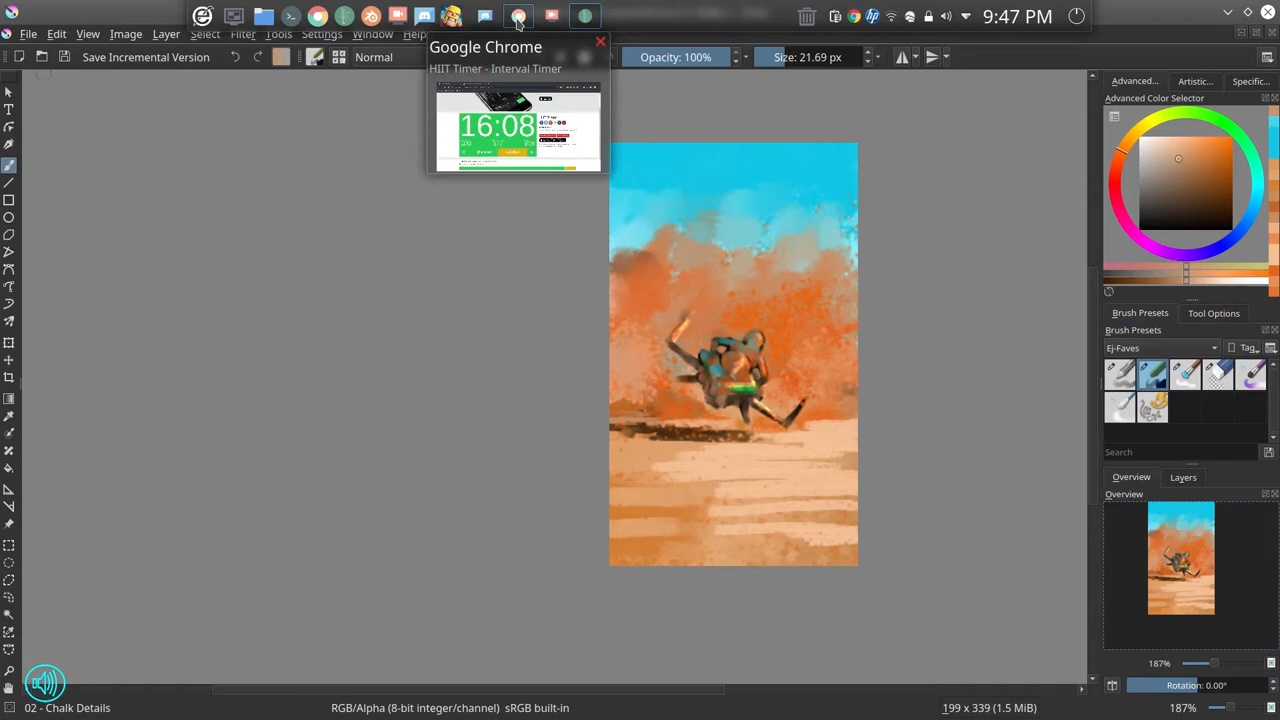 9:47 PM
File Edit View Image Layer Select Filter Tools Settings Window Help
Google Chrome
HIIT Timer - Interval Timer
16:08
Save Incremental Version
Normal
Opacity: 100%
Size: 21.69 px
Advanced...
Artistic...
Specific...
Advanced Color Selector
Brush Presets
Tool Options
Brush Presets
Ej-Faves
Tag
Search
Overview
Layers
Overview
187%
Rotation: 0.00°
02 - Chalk Details
RGB/Alpha (8-bit integer/channel) sRGB built-in
199 x 339 (1.5 MiB)
187%